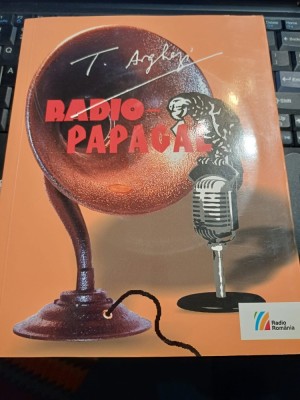 T. Arghezi
RADIO
PAPAGAL
Radio
România